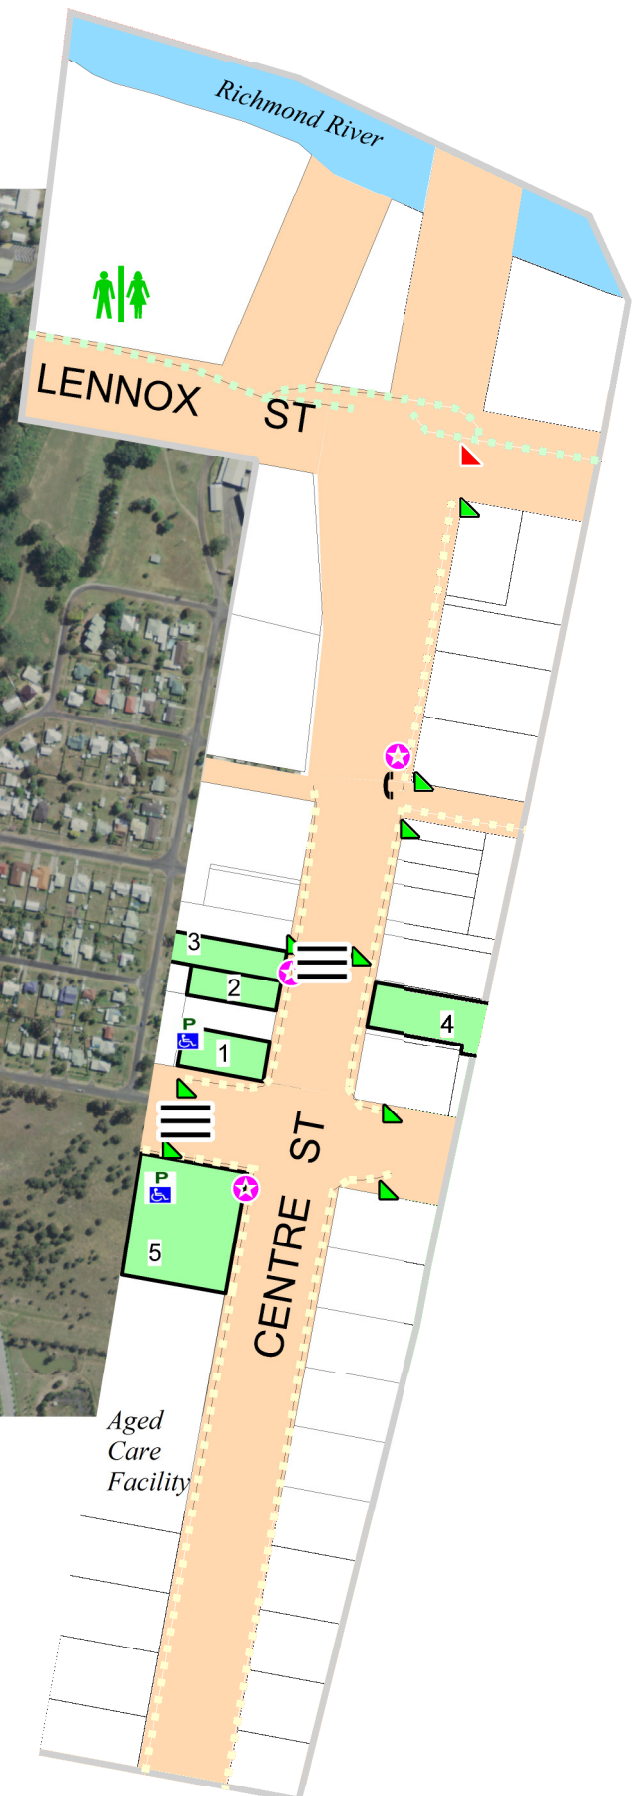 Richmond River
LENNOX ST
3
2
4
P
1
CENTRE ST
P
5
Aged
Care
Facility